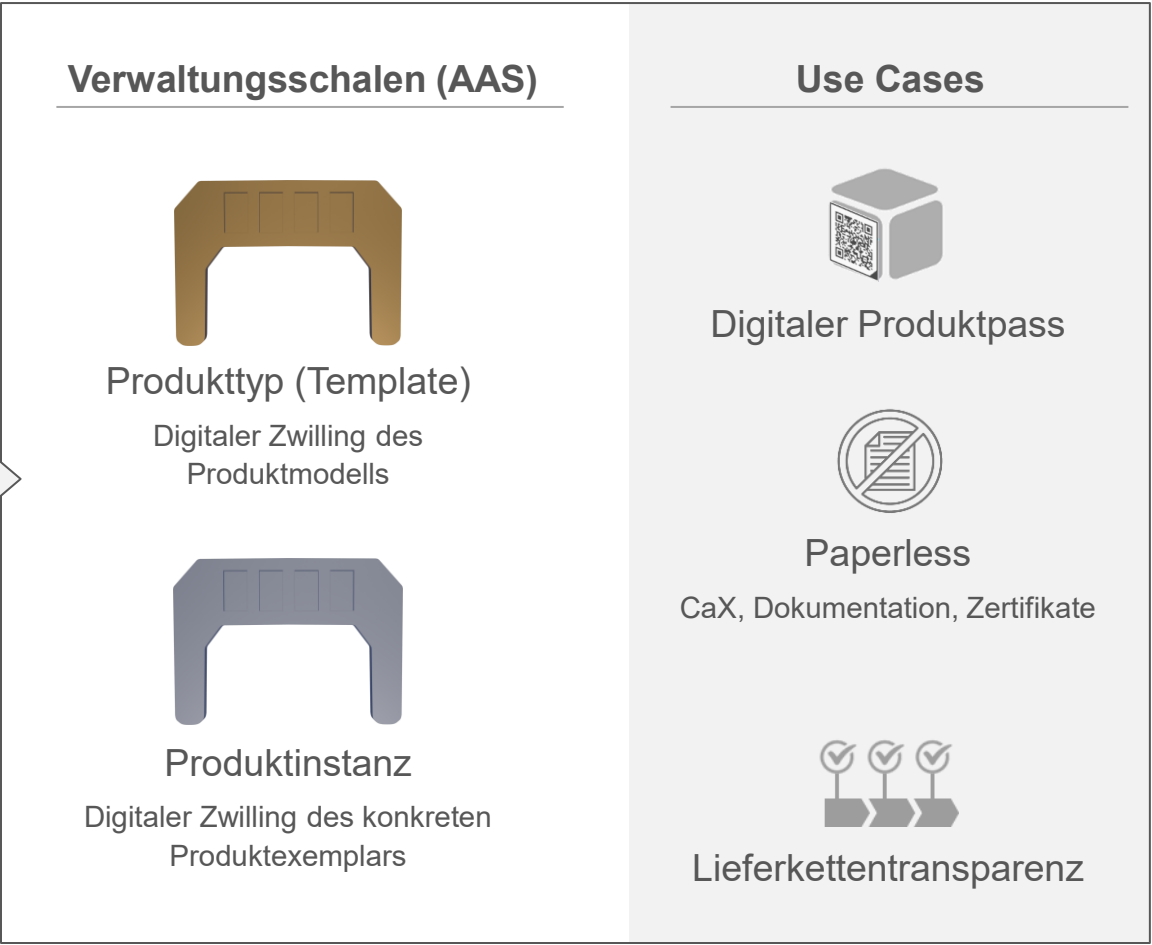 Verwaltungsschalen (AAS)
Produkttyp (Template)
Digitaler Zwilling des
Produktmodells
Produktinstanz
Digitaler Zwilling des konkreten
Produktexemplars
Use Cases
Digitaler Produktpass
Paperless
CaX, Dokumentation, Zertifikate
Lieferkettentransparenz